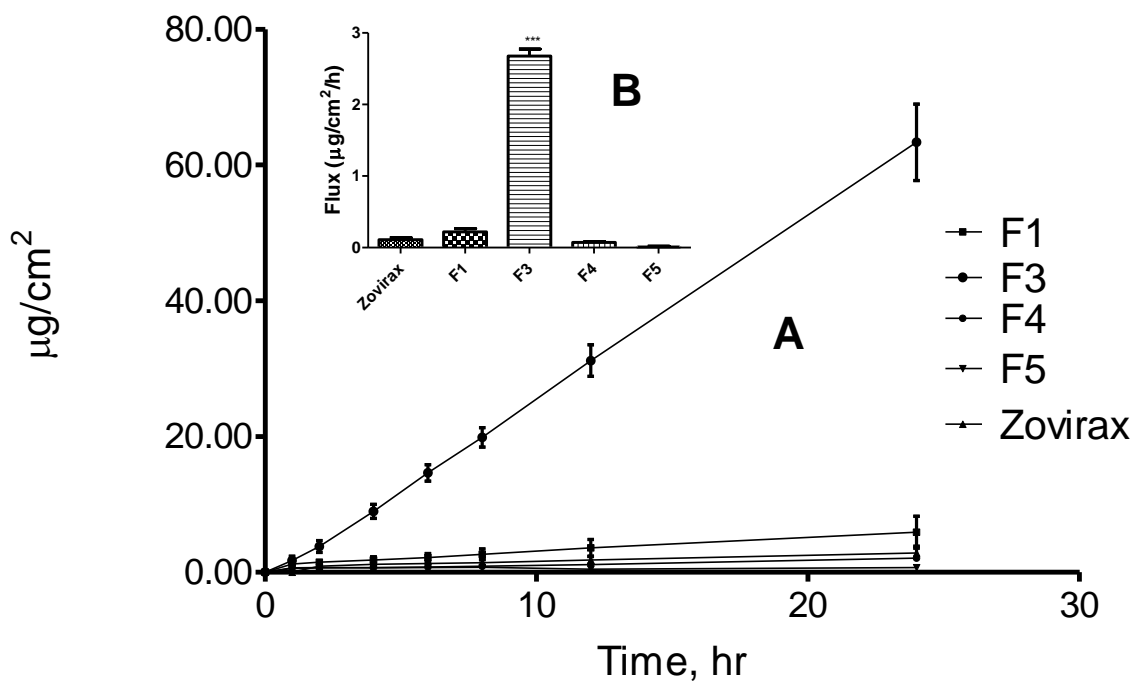 80.00
60.00
40.00
20.00
0.00
μg/cm²
0
10
20
30
Time, hr
A
F1
F3
F4
F5
Zovirax
B
3
2
1
0
Flux (μg/cm²/h)
***
Zovirax
F1
F3
F4
F5